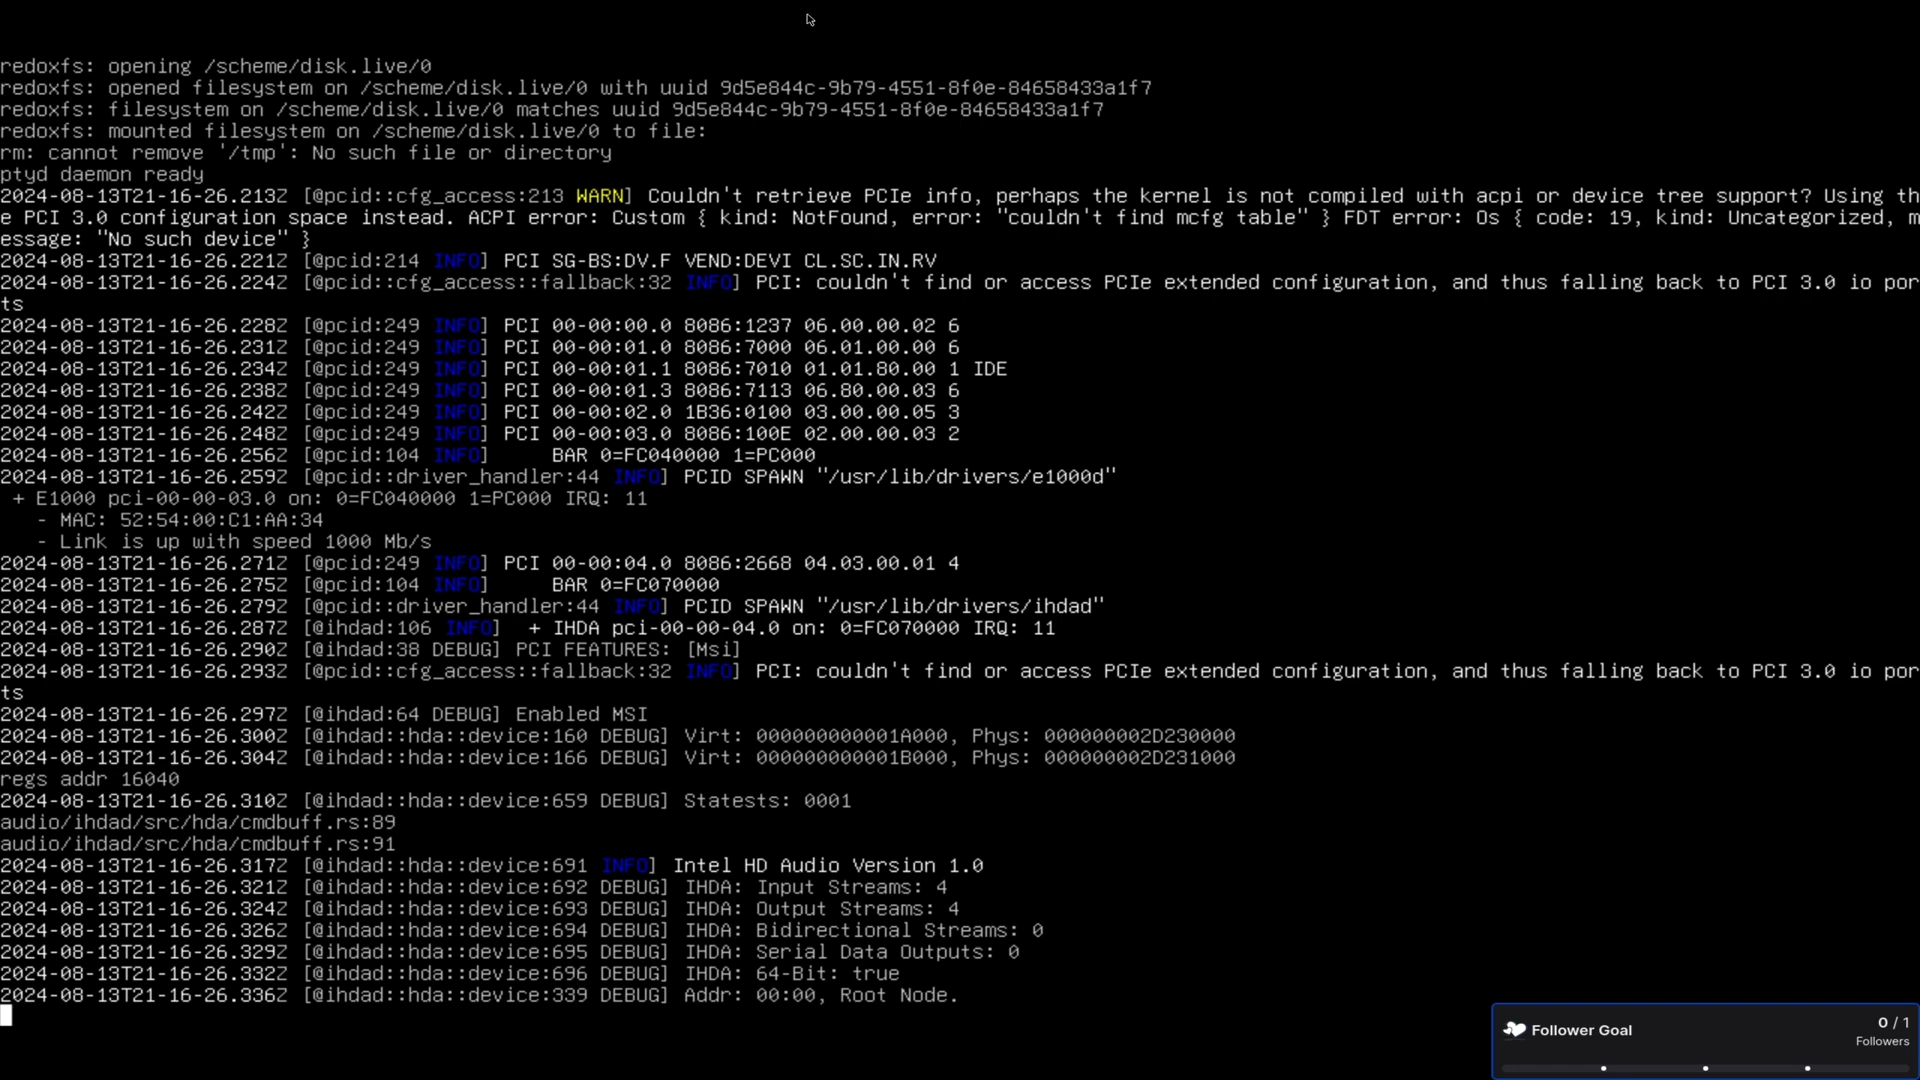 redoxfs: opening /scheme/disk.live/0
redoxfs: opened filesystem on /scheme/disk.live/0 with uuid 9d5e844c-9b79-4551-8f0e-84658433a1f7
redoxfs: filesystem on /scheme/disk.live/0 matches uuid 9d5e844c-9b79-4551-8f0e-84658433a1f7
redoxfs: mounted filesystem on /scheme/disk.live/0 to file:
rm: cannot remove '/tmp': No such file or directory
ptyd daemon ready
2024-08-13T21-16-26.213Z [@pcid::cfg_access:213 WARN] Couldn't retrieve PCIe info, perhaps the kernel is not compiled with acpi or device tree support? Using th
e PCI 3.0 configuration space instead. ACPI error: Custom { kind: NotFound, error: "couldn't find mcfg table" } FDT error: Os { code: 19, kind: Uncategorized, m
essage: "No such device" }
2024-08-13T21-16-26.221Z [@pcid:214 INFO] PCI SG-BS:DV.F VEND:DEVI CL.SC.IN.RV
2024-08-13T21-16-26.224Z [@pcid::cfg_access::fallback:32 INFO] PCI: couldn't find or access PCIe extended configuration, and thus falling back to PCI 3.0 io por
ts
2024-08-13T21-16-26.228Z [@pcid:249 INFO] PCI 00-00:00.0 8086:1237 06.00.00.02 6
2024-08-13T21-16-26.231Z [@pcid:249 INFO] PCI 00-00:01.0 8086:7000 06.01.00.00 6
2024-08-13T21-16-26.234Z [@pcid:249 INFO] PCI 00-00:01.1 8086:7010 01.01.80.00 1 IDE
2024-08-13T21-16-26.238Z [@pcid:249 INFO] PCI 00-00:01.3 8086:7113 06.80.00.03 6
2024-08-13T21-16-26.242Z [@pcid:249 INFO] PCI 00-00:02.0 1B36:0100 03.00.00.05 3
2024-08-13T21-16-26.248Z [@pcid:249 INFO] PCI 00-00:03.0 8086:100E 02.00.00.03 2
2024-08-13T21-16-26.256Z [@pcid:104 INFO]     BAR 0=FC040000 1=PC000
2024-08-13T21-16-26.259Z [@pcid::driver_handler:44 INFO] PCID SPAWN "/usr/lib/drivers/e1000d"
 + E1000 pci-00-00-03.0 on: 0=FC040000 1=PC000 IRQ: 11
   - MAC: 52:54:00:C1:AA:34
   - Link is up with speed 1000 Mb/s
2024-08-13T21-16-26.271Z [@pcid:249 INFO] PCI 00-00:04.0 8086:2668 04.03.00.01 4
2024-08-13T21-16-26.275Z [@pcid:104 INFO]     BAR 0=FC070000
2024-08-13T21-16-26.279Z [@pcid::driver_handler:44 INFO] PCID SPAWN "/usr/lib/drivers/ihdad"
2024-08-13T21-16-26.287Z [@ihdad:106 INFO]  + IHDA pci-00-00-04.0 on: 0=FC070000 IRQ: 11
2024-08-13T21-16-26.290Z [@ihdad:38 DEBUG] PCI FEATURES: [Msi]
2024-08-13T21-16-26.293Z [@pcid::cfg_access::fallback:32 INFO] PCI: couldn't find or access PCIe extended configuration, and thus falling back to PCI 3.0 io por
ts
2024-08-13T21-16-26.297Z [@ihdad:64 DEBUG] Enabled MSI
2024-08-13T21-16-26.300Z [@ihdad::hda::device:160 DEBUG] Virt: 000000000001A000, Phys: 000000002D230000
2024-08-13T21-16-26.304Z [@ihdad::hda::device:166 DEBUG] Virt: 000000000001B000, Phys: 000000002D231000
regs addr 16040
2024-08-13T21-16-26.310Z [@ihdad::hda::device:659 DEBUG] Statests: 0001
audio/ihdad/src/hda/cmdbuff.rs:89
audio/ihdad/src/hda/cmdbuff.rs:91
2024-08-13T21-16-26.317Z [@ihdad::hda::device:691 INFO] Intel HD Audio Version 1.0
2024-08-13T21-16-26.321Z [@ihdad::hda::device:692 DEBUG] IHDA: Input Streams: 4
2024-08-13T21-16-26.324Z [@ihdad::hda::device:693 DEBUG] IHDA: Output Streams: 4
2024-08-13T21-16-26.326Z [@ihdad::hda::device:694 DEBUG] IHDA: Bidirectional Streams: 0
2024-08-13T21-16-26.329Z [@ihdad::hda::device:695 DEBUG] IHDA: Serial Data Outputs: 0
2024-08-13T21-16-26.332Z [@ihdad::hda::device:696 DEBUG] IHDA: 64-Bit: true
2024-08-13T21-16-26.336Z [@ihdad::hda::device:339 DEBUG] Addr: 00:00, Root Node.
Follower Goal
0 / 1
Followers